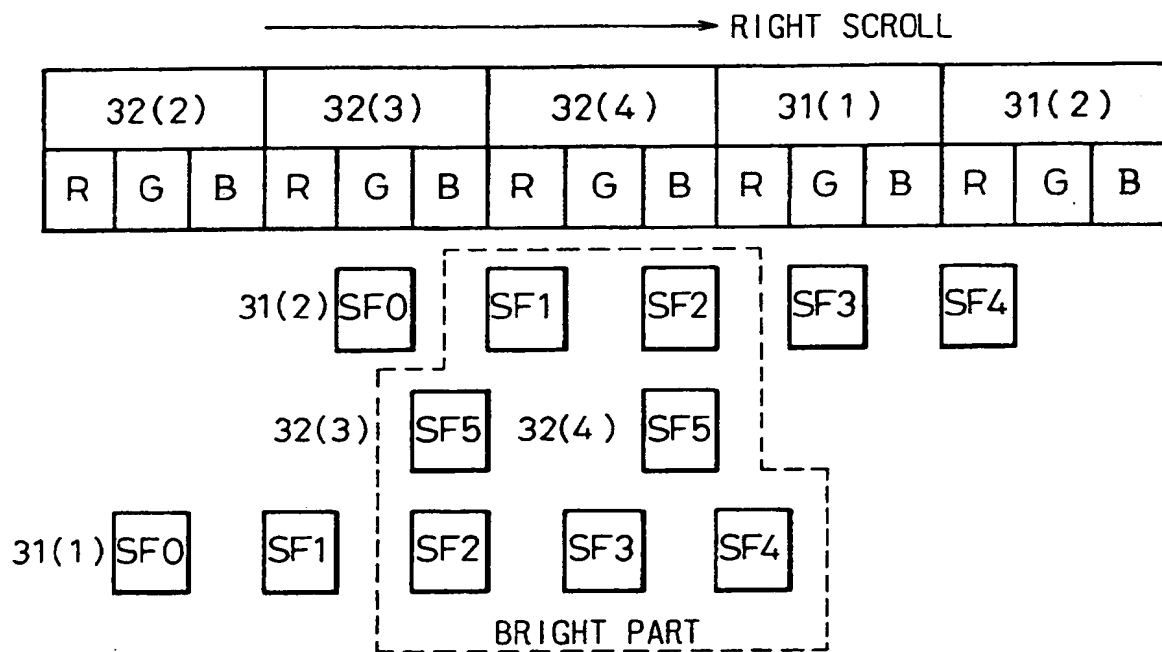 RIGHT SCROLL
32(2) 32(3) 32(4) 31(1) 31(2)
R G B R G B R G B R G B R G B
31(2) SF0 SF1 SF2 SF3 SF4
32(3) SF5 32(4) SF5
31(1) SF0 SF1 SF2 SF3 SF4
BRIGHT PART